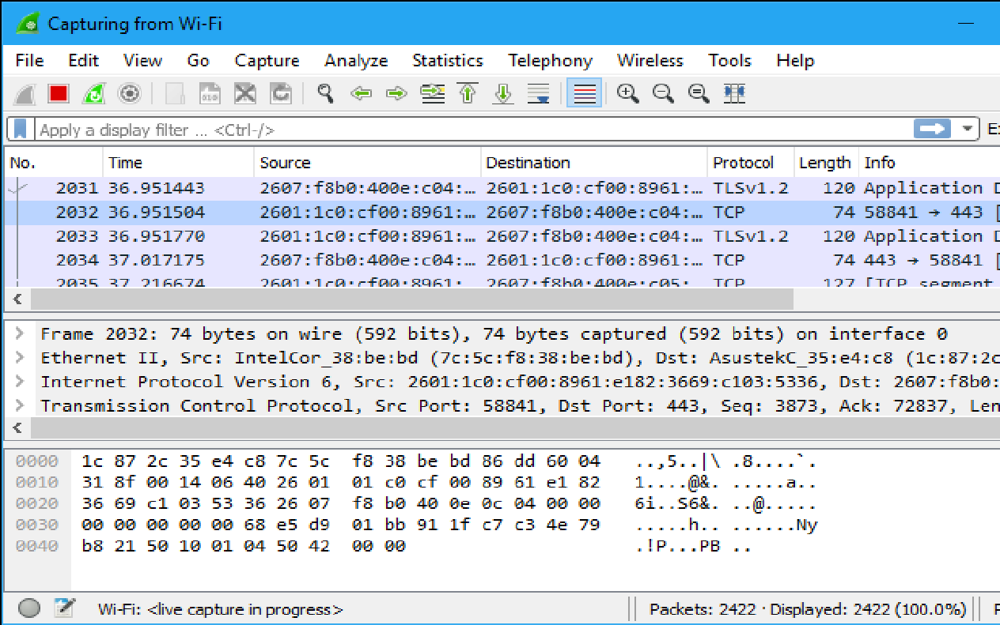 Capturing from Wi-Fi
File Edit View Go Capture Analyze Statistics Telephony Wireless Tools Help
Apply a display filter ... <Ctrl-/>
No. Time Source Destination Protocol Length Info
2031 36.951443 2607:f8b0:400e:c04:… 2601:1c0:cf00:8961:… TLSv1.2 120 Application D
2032 36.951504 2601:1c0:cf00:8961:… 2607:f8b0:400e:c04:… TCP 74 58841 → 443 [
2033 36.951770 2601:1c0:cf00:8961:… 2607:f8b0:400e:c04:… TLSv1.2 120 Application D
2034 37.017175 2607:f8b0:400e:c04:… 2601:1c0:cf00:8961:… TCP 74 443 → 58841 [
2035 37.216674 2601:1c0:cf00:8961: 2607:f8b0:400e:c05: TCP 127 [TCP segment
Frame 2032: 74 bytes on wire (592 bits), 74 bytes captured (592 bits) on interface 0
Ethernet II, Src: IntelCor_38:be:bd (7c:5c:f8:38:be:bd), Dst: AsustekC_35:e4:c8 (1c:87:2c
Internet Protocol Version 6, Src: 2601:1c0:cf00:8961:e182:3669:c103:5336, Dst: 2607:f8b0:
Transmission Control Protocol, Src Port: 58841, Dst Port: 443, Seq: 3873, Ack: 72837, Len
0000 1c 87 2c 35 e4 c8 7c 5c f8 38 be bd 86 dd 60 04 ..,5..|\ .8....`.
0010 31 8f 00 14 06 40 26 01 01 c0 cf 00 89 61 e1 82 1....@&. .....a..
0020 36 69 c1 03 53 36 26 07 f8 b0 40 0e 0c 04 00 00 6i..S6&. ..@.....
0030 00 00 00 00 00 68 e5 d9 01 bb 91 1f c7 c3 4e 79 .....h.. ......Ny
0040 b8 21 50 10 01 04 50 42 00 00 .!P...PB ..
Wi-Fi: <live capture in progress> Packets: 2422 · Displayed: 2422 (100.0%)